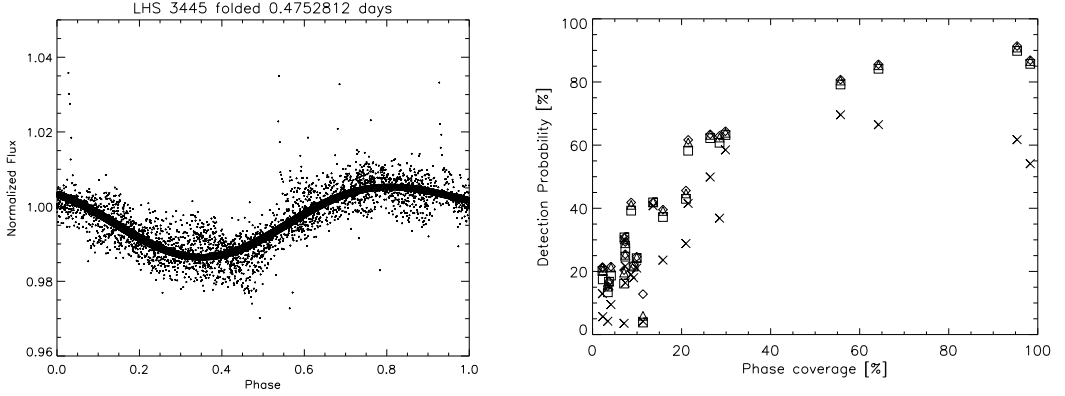 LHS 3445 folded 0.4752812 days
Normalized Flux
1.04
1.02
1.00
0.98
0.96
0.0 0.2 0.4 0.6 0.8 1.0
Phase
Detection Probability [%]
100
80
60
40
20
0
0 20 40 60 80 100
Phase coverage [%]